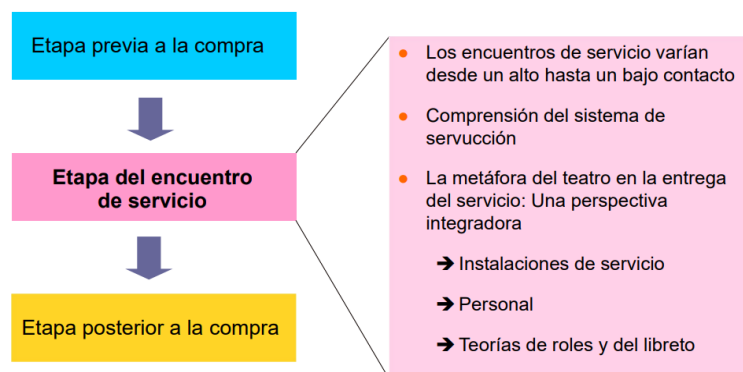 Etapa previa a la compra
Etapa del encuentro
de servicio
Etapa posterior a la compra
Los encuentros de servicio varían
desde un alto hasta un bajo contacto
Comprensión del sistema de
servucción
La metáfora del teatro en la entrega
del servicio: Una perspectiva
integradora
➔ Instalaciones de servicio
➔ Personal
➔ Teorías de roles y del libreto